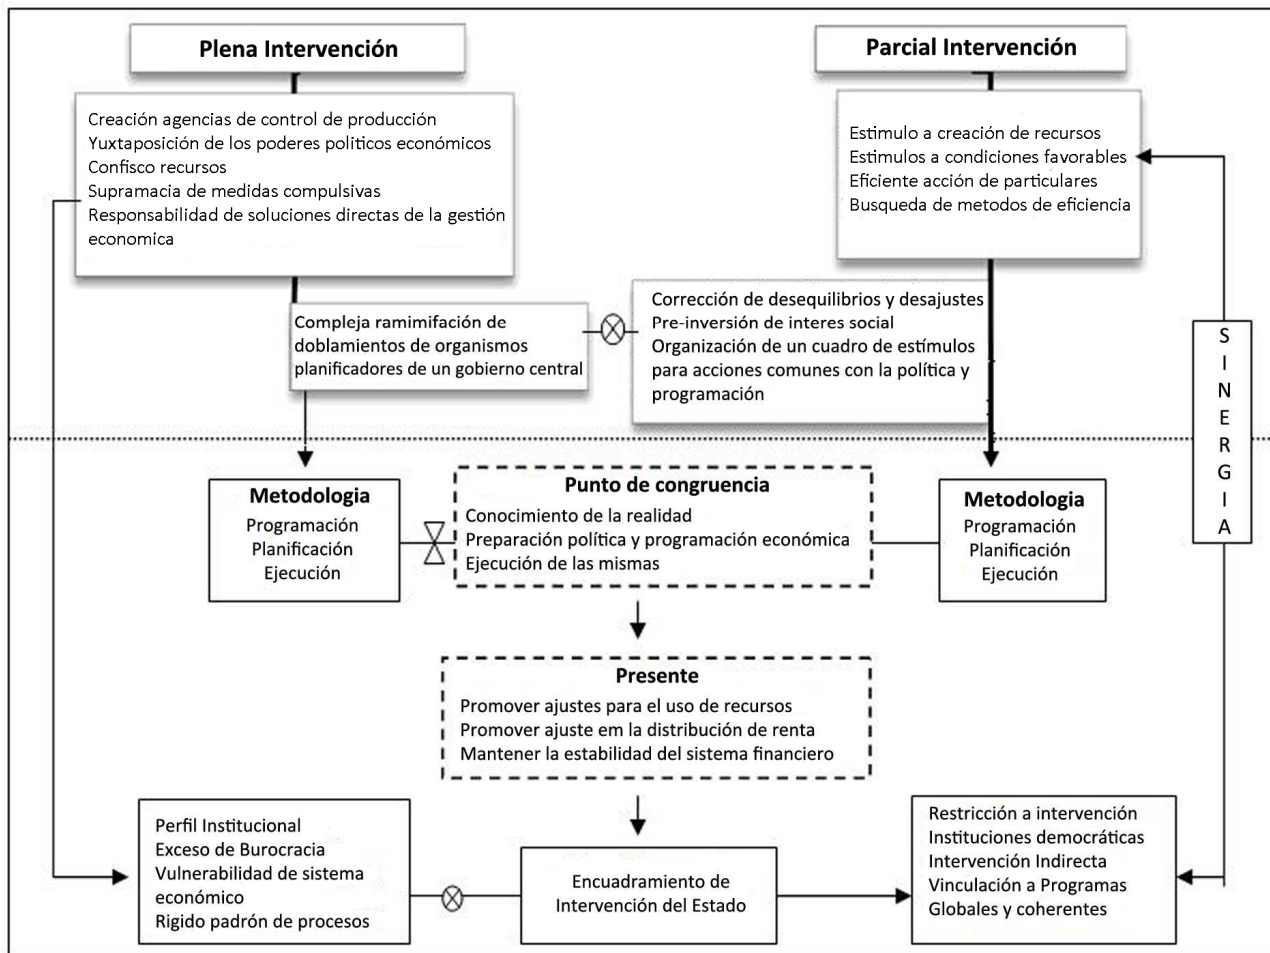 Plena Intervención
Creación agencias de control de producción
Yuxtaposición de los poderes politicos económicos
Confisco recursos
Supramacia de medidas compulsivas
Responsabilidad de soluciones directas de la gestión
economica
Parcial Intervención
Estimulo a creación de recursos
Estimulos a condiciones favorables
Eficiente acción de particulares
Busqueda de metodos de eficiencia
Compleja ramimifación de
doblamientos de organismos
planificadores de un gobierno central
Corrección de desequilibrios y desajustes
Pre-inversión de interes social
Organización de un cuadro de estímulos
para acciones comunes con la política y
programación
SINERGIA
Metodologia
Programación
Planificación
Ejecución
Punto de congruencia
Conocimiento de la realidad
Preparación política y programación económica
Ejecución de las mismas
Metodologia
Programación
Planificación
Ejecución
Presente
Promover ajustes para el uso de recursos
Promover ajuste em la distribución de renta
Mantener la estabilidad del sistema financiero
Perfil Institucional
Exceso de Burocracia
Vulnerabilidad de sistema
económico
Rigido padrón de procesos
Encuadramiento de
Intervención del Estado
Restricción a intervención
Instituciones democráticas
Intervención Indirecta
Vinculación a Programas
Globales y coherentes